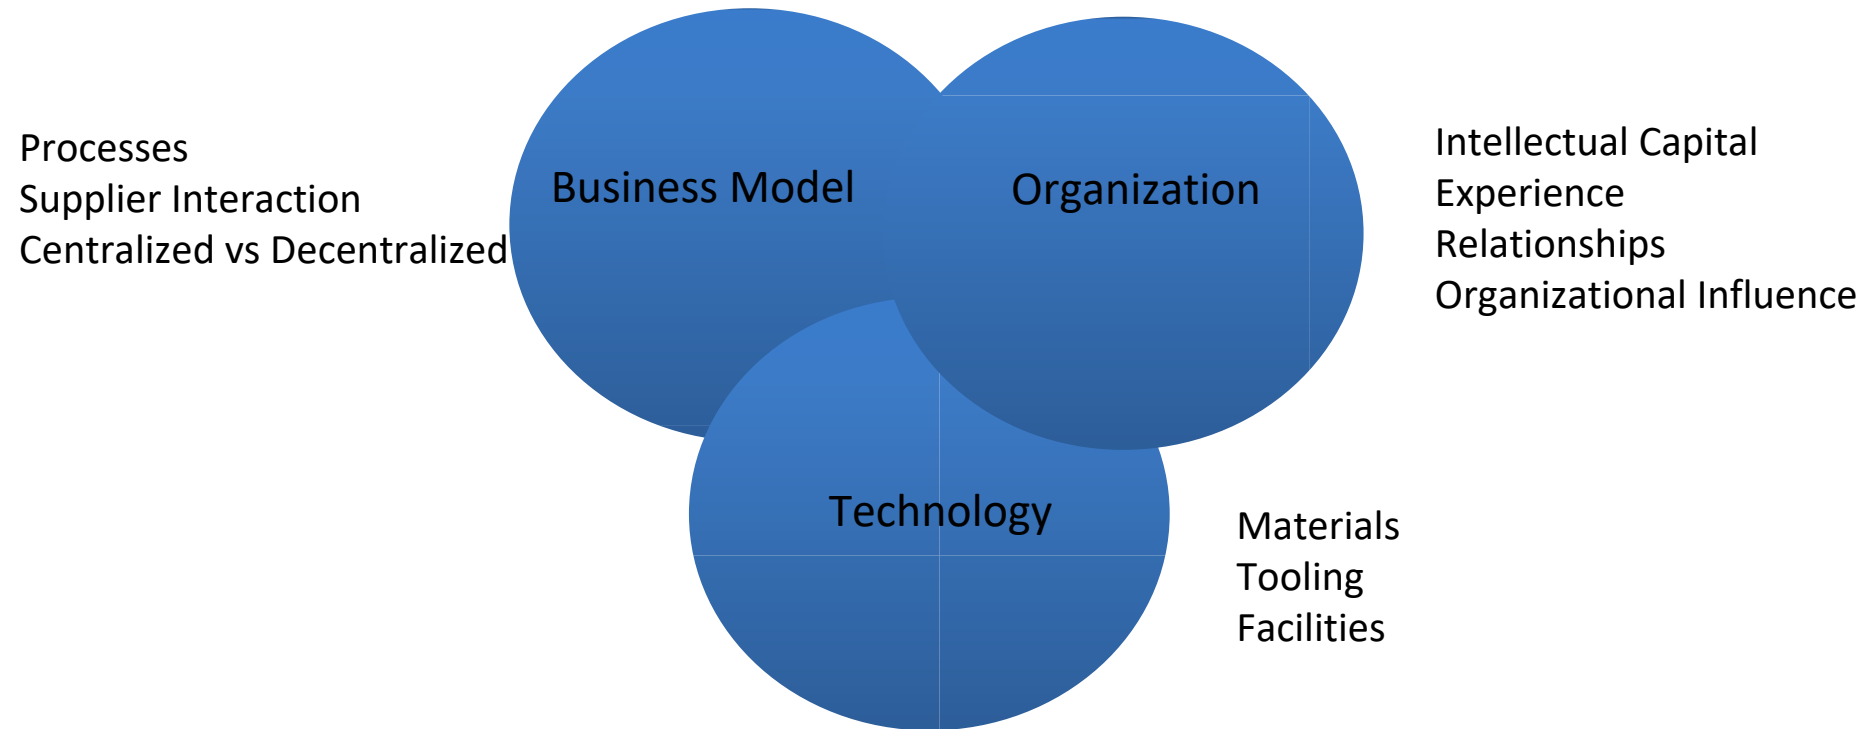 Processes
Supplier Interaction
Centralized vs Decentralized
Business Model
Organization
Intellectual Capital
Experience
Relationships
Organizational Influence
Technology
Materials
Tooling
Facilities